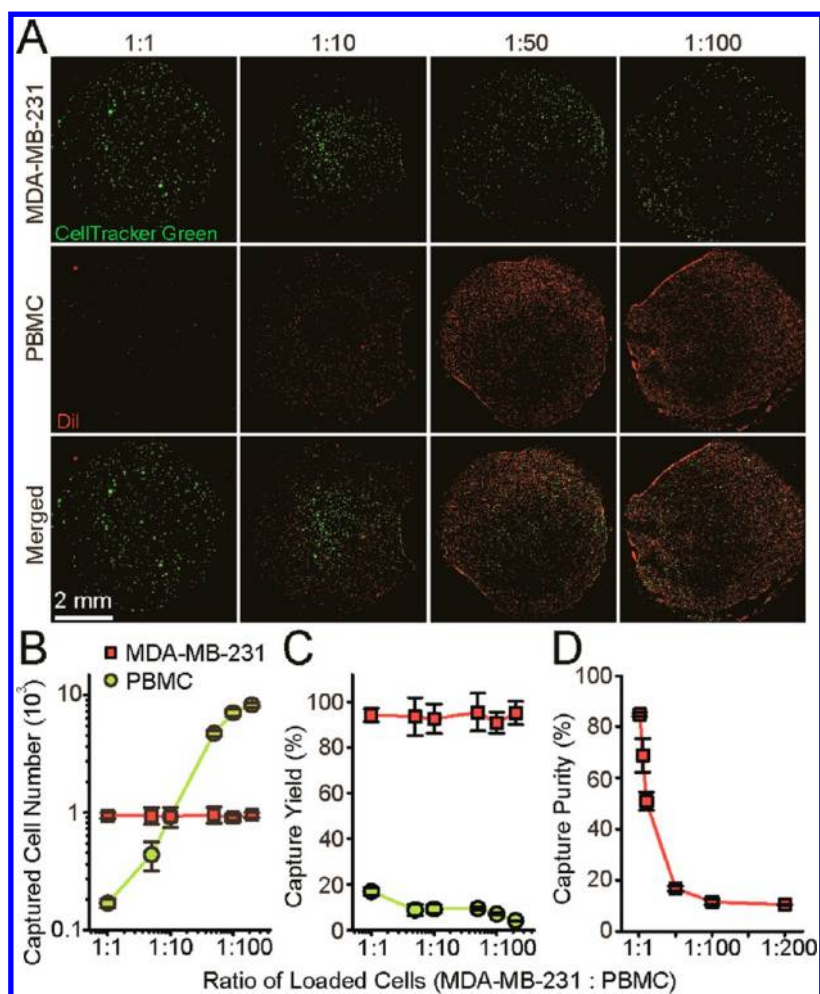 A
1:1 1:10 1:50 1:100
MDA-MB-231
CellTracker Green
PBMC
DiI
Merged
2 mm
B
MDA-MB-231
PBMC
Captured Cell Number (10³)
10
1
0.1
1:1 1:10 1:100
C
Capture Yield (%)
100
80
60
40
20
0
1:1 1:10 1:100
D
Capture Purity (%)
100
80
60
40
20
0
1:1 1:100 1:200
Ratio of Loaded Cells (MDA-MB-231 : PBMC)